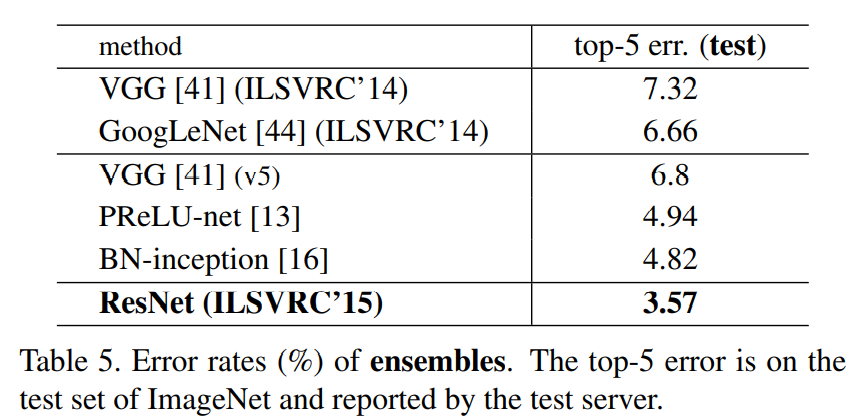 method top-5 err. (test)
VGG [41] (ILSVRC’14) 7.32
GoogLeNet [44] (ILSVRC’14) 6.66
VGG [41] (v5) 6.8
PReLU-net [13] 4.94
BN-inception [16] 4.82
ResNet (ILSVRC’15) 3.57
Table 5. Error rates (%) of ensembles. The top-5 error is on the
test set of ImageNet and reported by the test server.